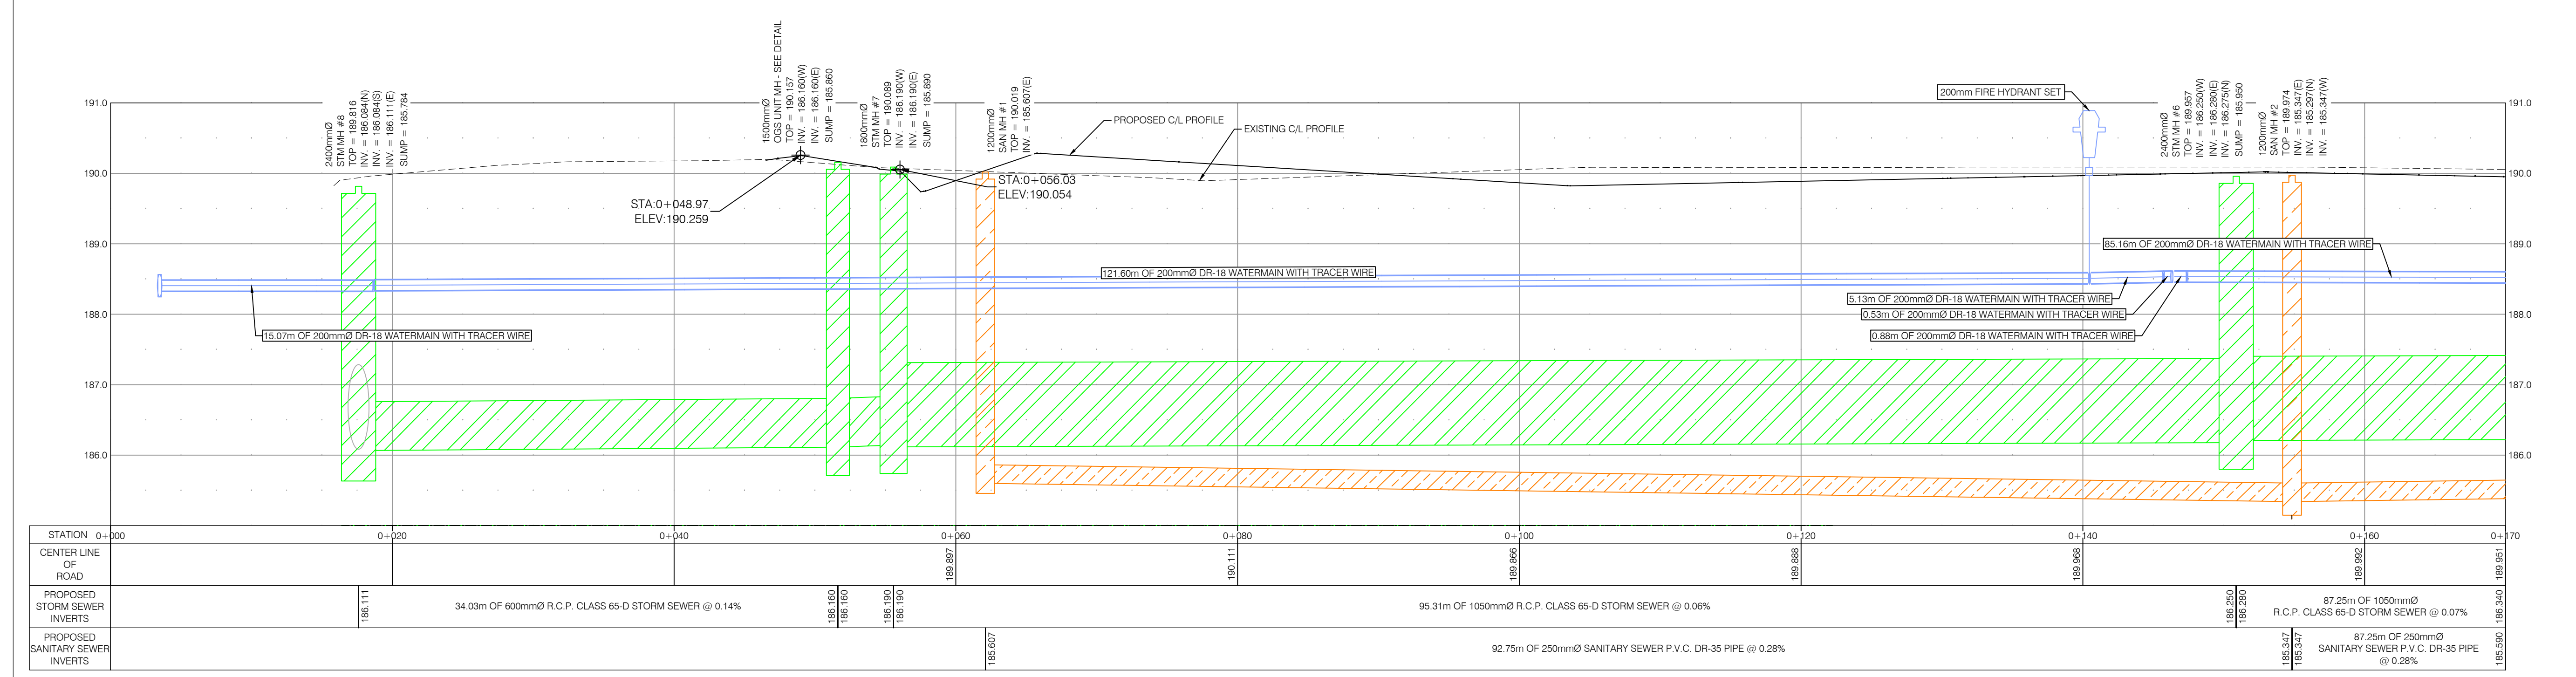 2400mmØ
STM MH #8
TOP = 189.816
INV. = 186.084(N)
INV. = 186.084(S)
INV. = 186.111(E)
SUMP = 185.784
1500mmØ
OGS UNIT MH - SEE DETAIL
TOP = 190.157
INV. = 186.160(W)
INV. = 186.160(E)
SUMP = 185.860
1800mmØ
STM MH #7
TOP = 190.089
INV. = 186.190(W)
INV. = 186.190(E)
SUMP = 185.890
1200mmØ
SAN MH #1
TOP = 190.019
INV. = 185.607(E)
PROPOSED C/L PROFILE
EXISTING C/L PROFILE
200mm FIRE HYDRANT SET
2400mmØ
STM MH #6
TOP = 189.957
INV. = 186.250(W)
INV. = 186.280(E)
INV. = 186.275(N)
SUMP = 185.950
1200mmØ
SAN MH #2
TOP = 189.974
INV. = 185.347(E)
INV. = 185.297(N)
INV. = 185.347(W)
191.0
190.0
189.0
188.0
187.0
186.0
191.0
190.0
189.0
188.0
187.0
186.0
STA:0+048.97
ELEV:190.259
STA:0+056.03
ELEV:190.054
15.07m OF 200mmØ DR-18 WATERMAIN WITH TRACER WIRE
121.60m OF 200mmØ DR-18 WATERMAIN WITH TRACER WIRE
85.16m OF 200mmØ DR-18 WATERMAIN WITH TRACER WIRE
5.13m OF 200mmØ DR-18 WATERMAIN WITH TRACER WIRE
0.53m OF 200mmØ DR-18 WATERMAIN WITH TRACER WIRE
0.88m OF 200mmØ DR-18 WATERMAIN WITH TRACER WIRE
STATION 0+000 0+020 0+040 0+060 0+080 0+100 0+120 0+140 0+160 0+170
CENTER LINE
OF
ROAD
189.897
190.111
189.866
189.888
189.968
189.992
189.951
PROPOSED
STORM SEWER
INVERTS
186.111
34.03m OF 600mmØ R.C.P. CLASS 65-D STORM SEWER @ 0.14%
186.160
186.160
186.190
186.190
95.31m OF 1050mmØ R.C.P. CLASS 65-D STORM SEWER @ 0.06%
186.250
186.280
87.25m OF 1050mmØ
R.C.P. CLASS 65-D STORM SEWER @ 0.07%
186.340
PROPOSED
SANITARY SEWER
INVERTS
185.607
92.75m OF 250mmØ SANITARY SEWER P.V.C. DR-35 PIPE @ 0.28%
185.347
185.347
87.25m OF 250mmØ
SANITARY SEWER P.V.C. DR-35 PIPE
@ 0.28%
185.590